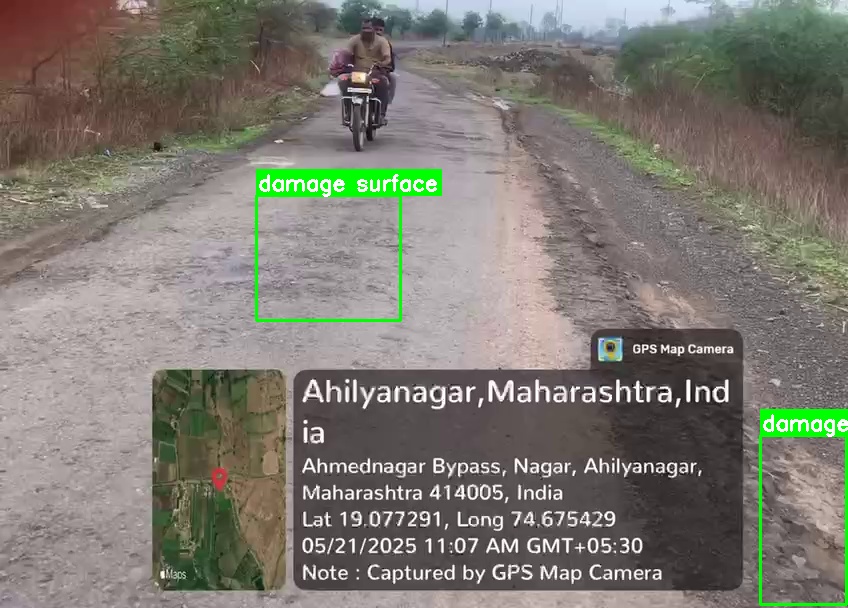 damage surface
GPS Map Camera
Ahilyanagar,Maharashtra,Ind
ia
damage
Ahmednagar Bypass, Nagar, Ahilyanagar,
Maharashtra 414005, India
Lat 19.077291, Long 74.675429
05/21/2025 11:07 AM GMT+05:30
Note : Captured by GPS Map Camera
Maps